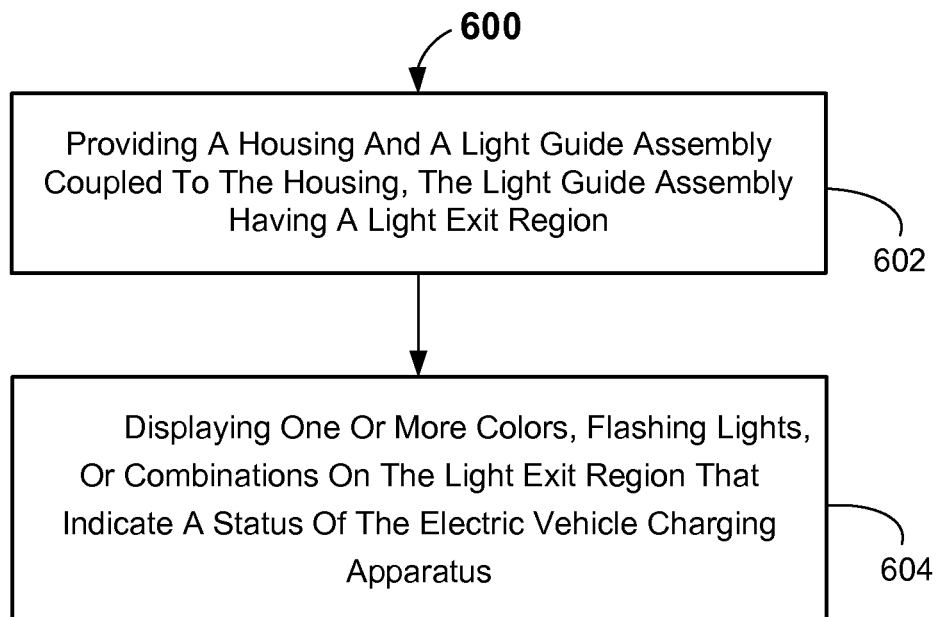 600
Providing A Housing And A Light Guide Assembly
Coupled To The Housing, The Light Guide Assembly
Having A Light Exit Region
602
Displaying One Or More Colors, Flashing Lights,
Or Combinations On The Light Exit Region That
Indicate A Status Of The Electric Vehicle Charging
Apparatus
604